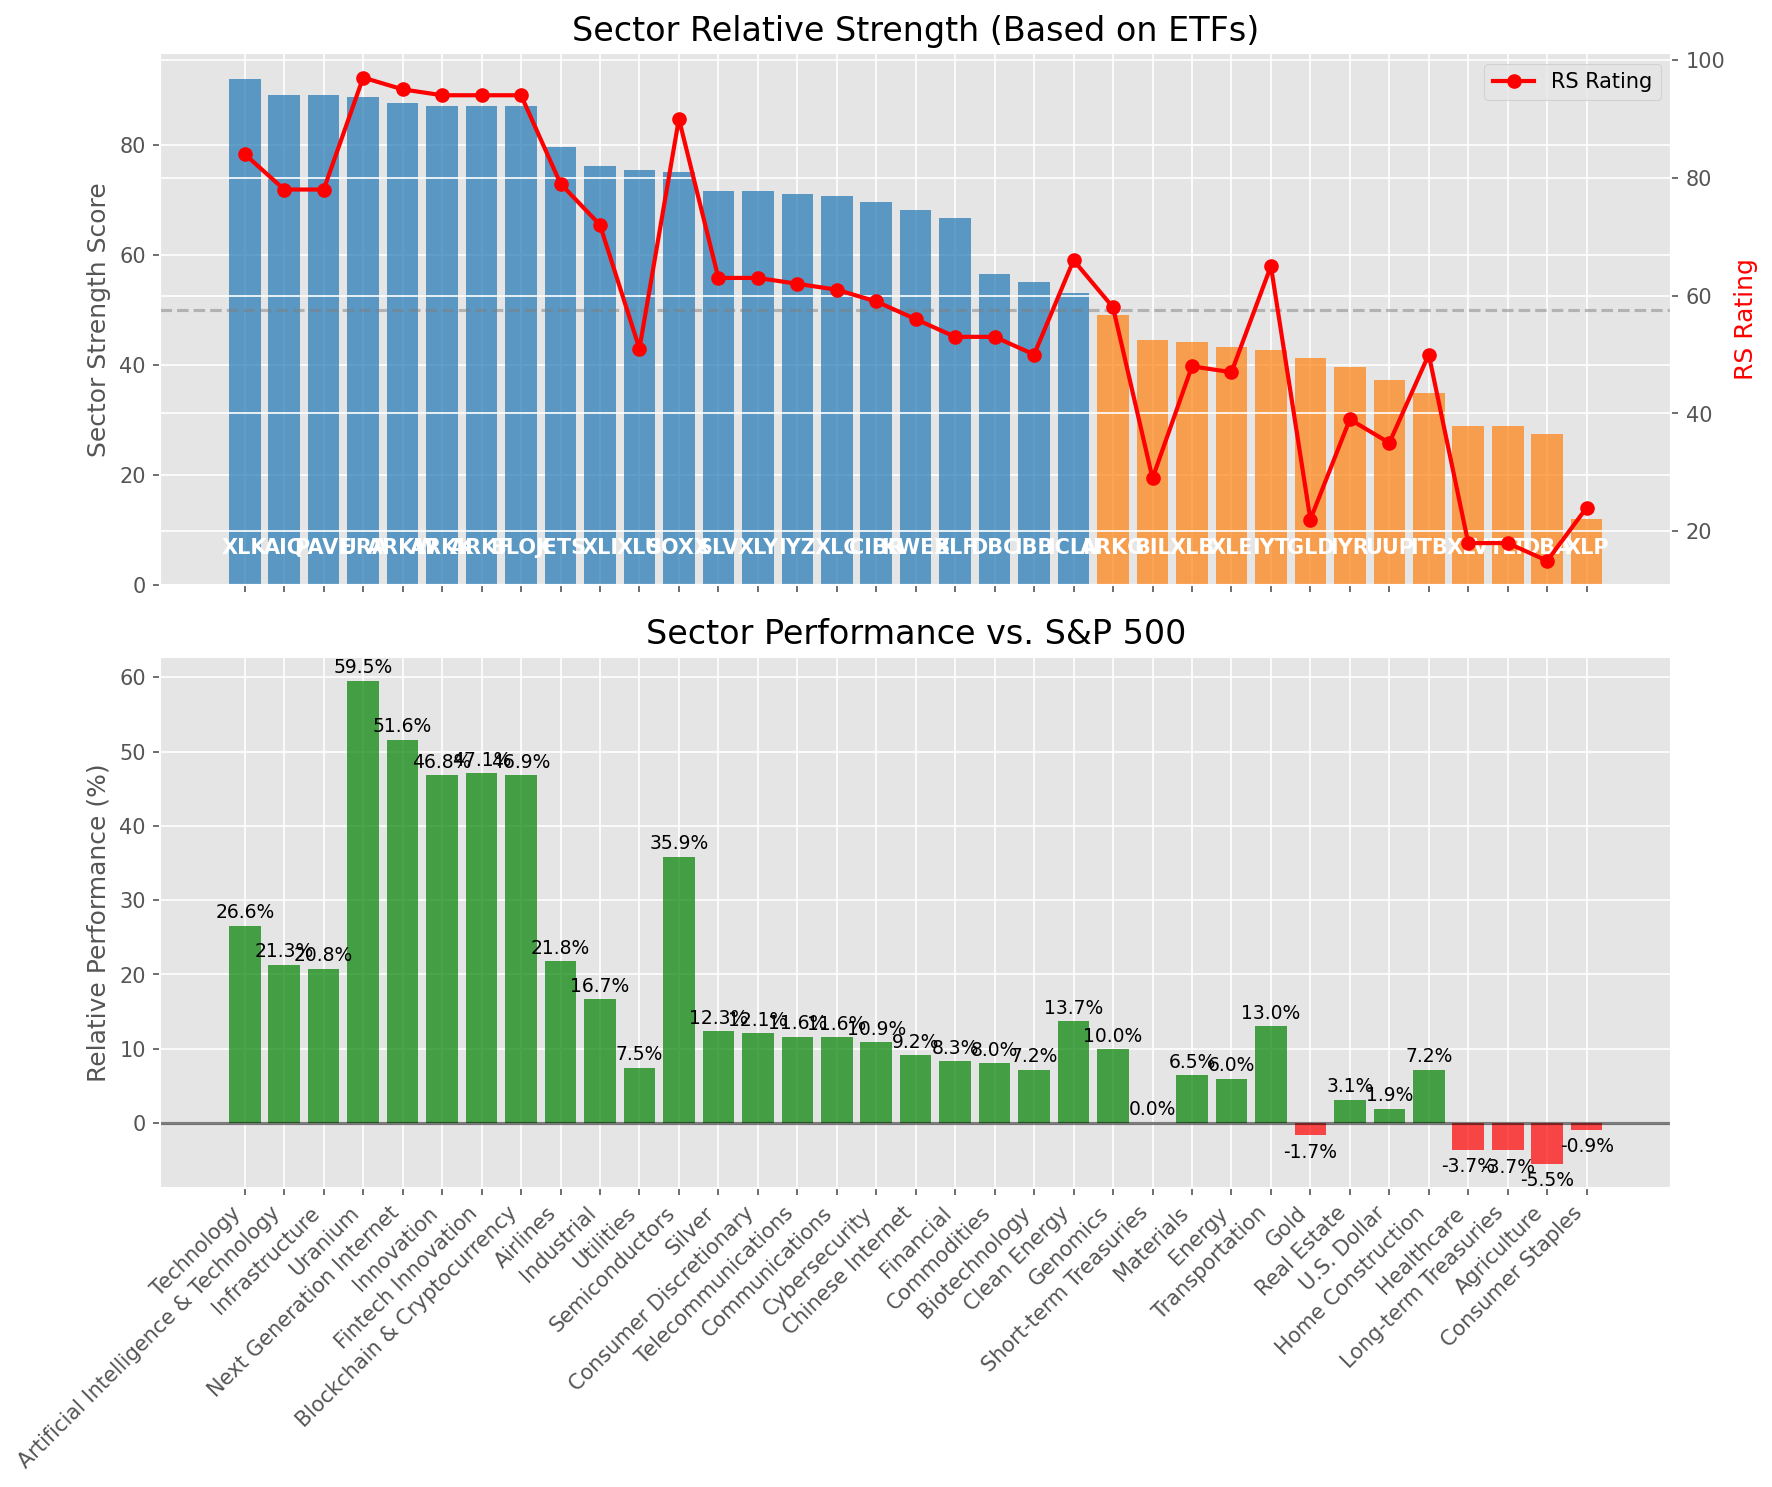 Sector Relative Strength (Based on ETFs)
Sector Strength Score
80
60
40
20
0
100
80
60
40
20
RS Rating
RS Rating
XLK AIQ PAVE URA ARKW ARKK ARKF BLOK JETS XLI XLU SOXX SLV XLY IYZ XLC CIBR KWEB XLF DBC IBB ICLN ARKG BIL XLB XLE IYT GLD IYR UUP ITB XLV TLT DBA XLP
Sector Performance vs. S&P 500
Relative Performance (%)
60
50
40
30
20
10
0
26.6% 21.3% 20.8% 59.5% 51.6% 46.8% 47.1% 46.9% 21.8% 16.7% 7.5% 35.9% 12.3% 12.1% 11.6% 11.6% 10.9% 9.2% 8.3% 8.0% 7.2% 13.7% 10.0% 0.0% 6.5% 6.0% 13.0% -1.7% 3.1% 1.9% 7.2% -3.7% -3.7% -5.5% -0.9%
Technology
Artificial Intelligence & Technology
Infrastructure
Uranium
Next Generation Internet
Innovation
Fintech Innovation
Blockchain & Cryptocurrency
Airlines
Industrial
Utilities
Semiconductors
Silver
Consumer Discretionary
Telecommunications
Communications
Cybersecurity
Chinese Internet
Financial
Commodities
Biotechnology
Clean Energy
Genomics
Short-term Treasuries
Materials
Energy
Transportation
Gold
Real Estate
U.S. Dollar
Home Construction
Healthcare
Long-term Treasuries
Agriculture
Consumer Staples